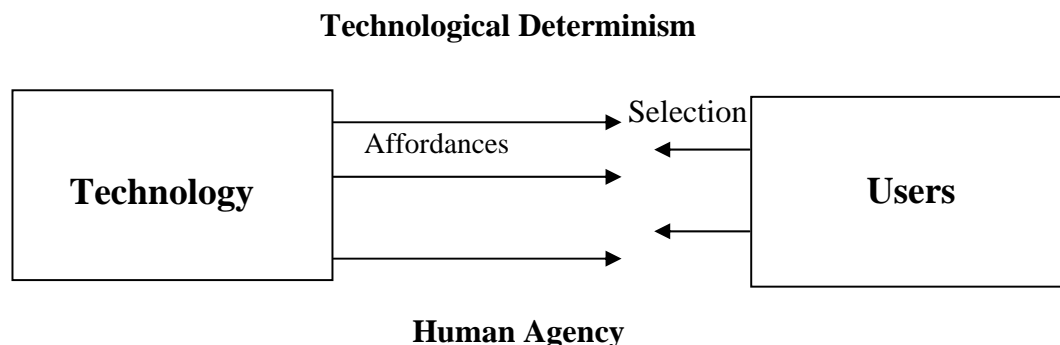 Technological Determinism
Selection
Affordances
Technology
Users
Human Agency